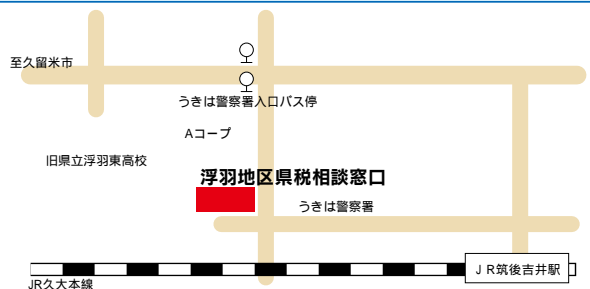 至久留米市
うきは警察署入口バス停
Aコープ
旧県立浮羽東高校
浮羽地区県税相談窓口
うきは警察署
ＪＲ筑後吉井駅
JR久大本線